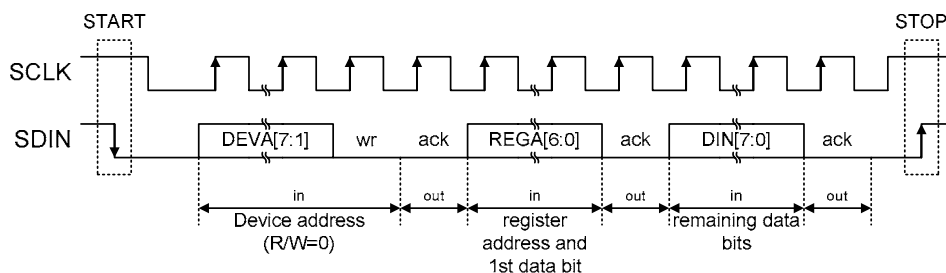 START STOP
SCLK
SDIN DEVA[7:1] wr ack REGA[6:0] ack DIN[7:0] ack
in out in out in out
Device address register remaining data
(R/W=0) address and bits
1st data bit